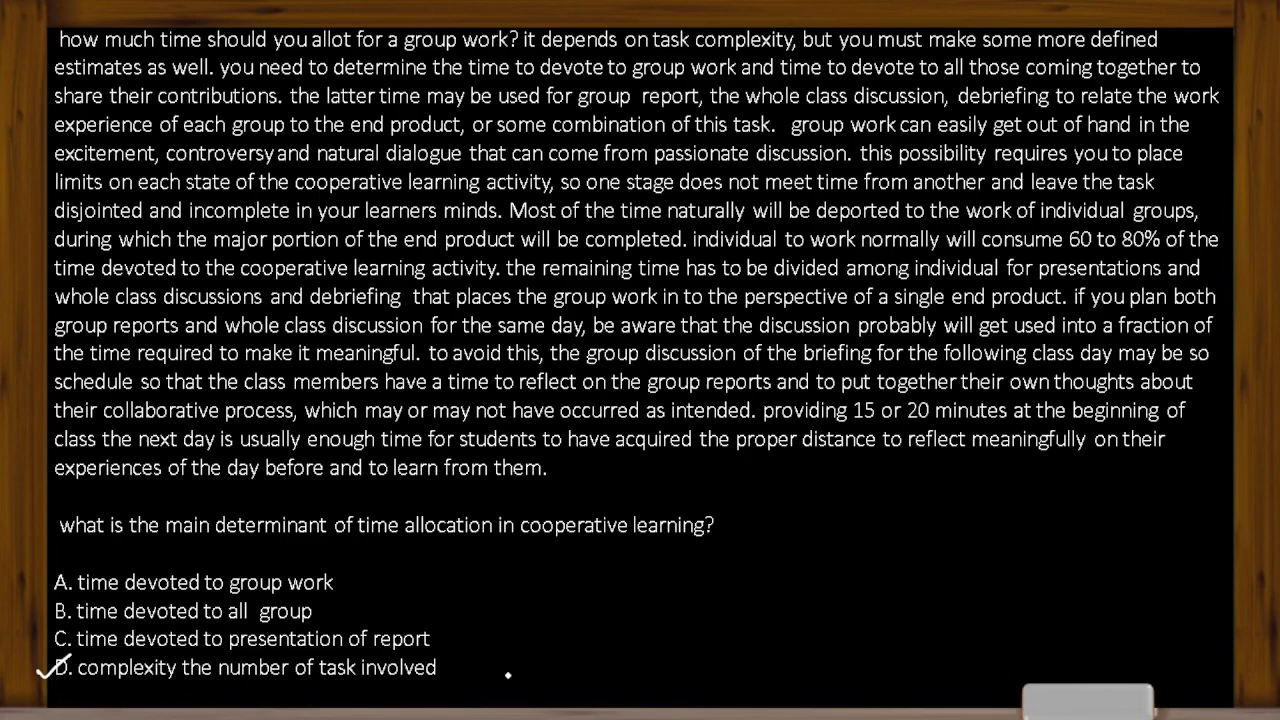 how much time should you allot for a group work? it depends on task complexity, but you must make some more defined
estimates as well. you need to determine the time to devote to group work and time to devote to all those coming together to
share their contributions. the latter time may be used for group report, the whole class discussion, debriefing to relate the work
experience of each group to the end product, or some combination of this task. group work can easily get out of hand in the
excitement, controversy and natural dialogue that can come from passionate discussion. this possibility requires you to place
limits on each state of the cooperative learning activity, so one stage does not meet time from another and leave the task
disjointed and incomplete in your learners minds. Most of the time naturally will be deported to the work of individual groups,
during which the major portion of the end product will be completed. individual to work normally will consume 60 to 80% of the
time devoted to the cooperative learning activity. the remaining time has to be divided among individual for presentations and
whole class discussions and debriefing that places the group work in to the perspective of a single end product. if you plan both
group reports and whole class discussion for the same day, be aware that the discussion probably will get used into a fraction of
the time required to make it meaningful. to avoid this, the group discussion of the briefing for the following class day may be so
schedule so that the class members have a time to reflect on the group reports and to put together their own thoughts about
their collaborative process, which may or may not have occurred as intended. providing 15 or 20 minutes at the beginning of
class the next day is usually enough time for students to have acquired the proper distance to reflect meaningfully on their
experiences of the day before and to learn from them.
what is the main determinant of time allocation in cooperative learning?
A. time devoted to group work
B. time devoted to all group
C. time devoted to presentation of report
D. complexity the number of task involved